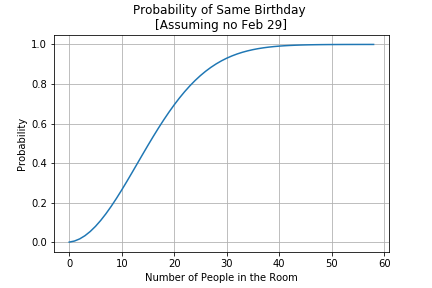 Probability of Same Birthday
[Assuming no Feb 29]
1.0
0.8
0.6
0.4
0.2
0.0
Probability
0 10 20 30 40 50 60
Number of People in the Room